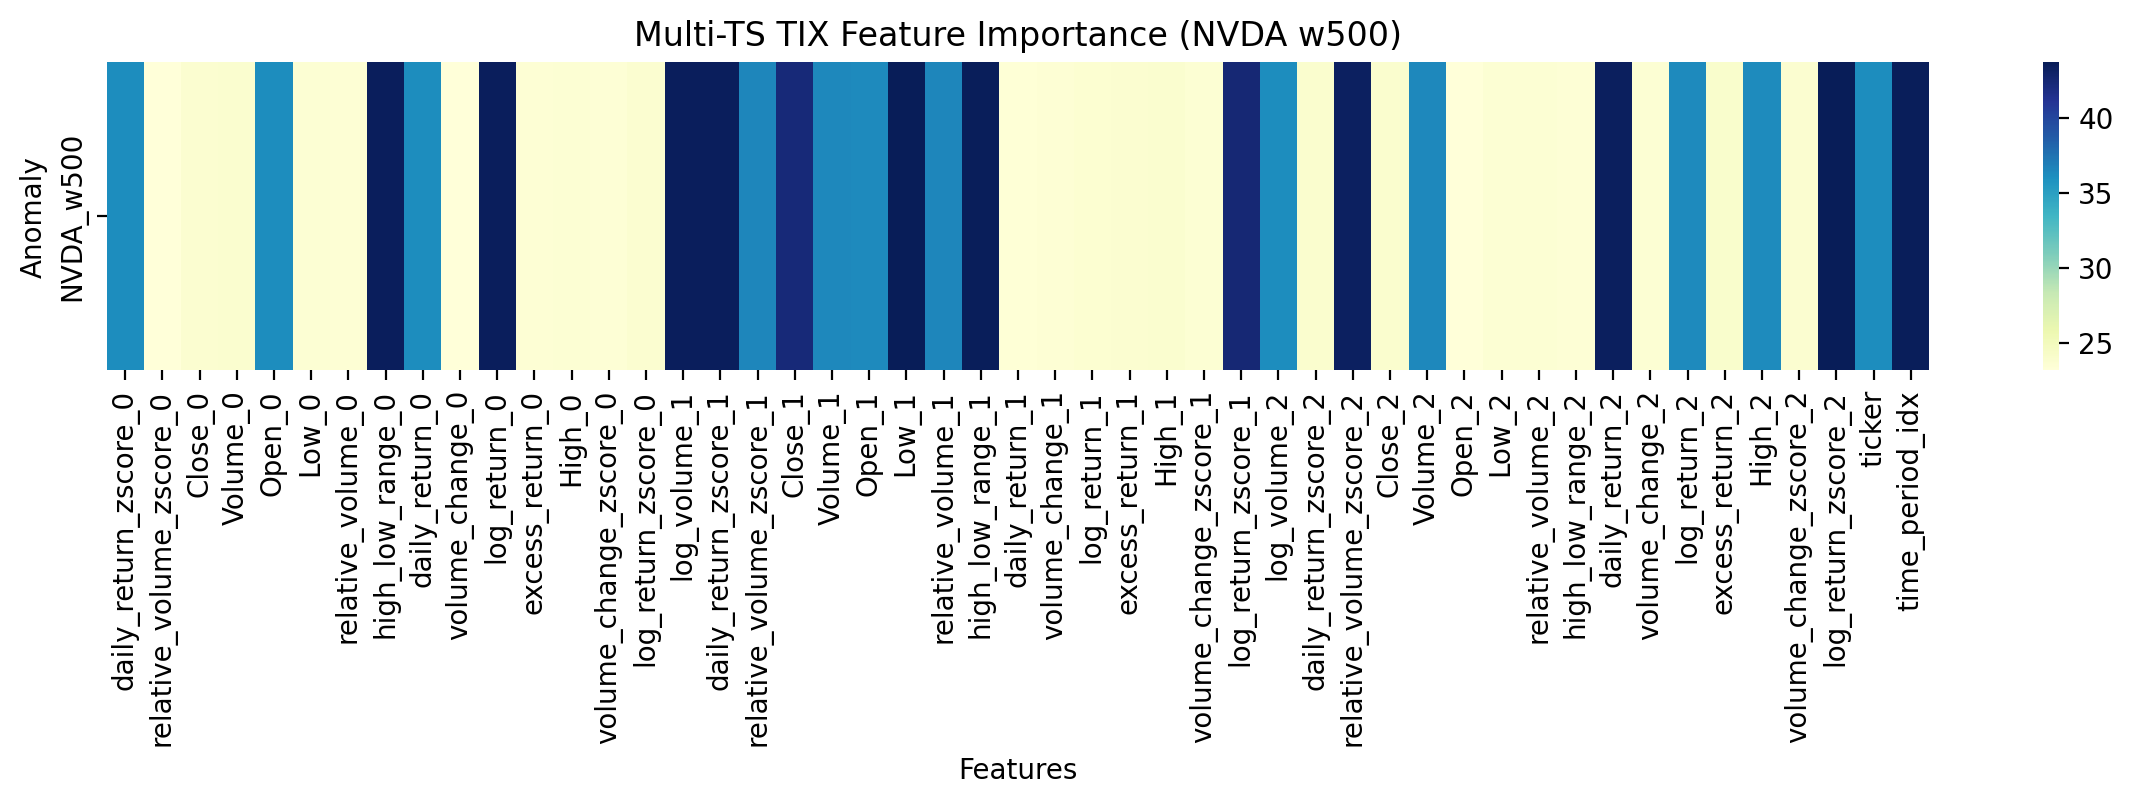 Multi-TS TIX Feature Importance (NVDA w500)
Anomaly
NVDA_w500
40
35
30
25
daily_return_zscore_0
relative_volume_zscore_0
Close_0
Volume_0
Open_0
Low_0
relative_volume_0
high_low_range_0
daily_return_0
volume_change_0
log_return_0
excess_return_0
High_0
volume_change_zscore_0
log_return_zscore_0
log_volume_1
daily_return_zscore_1
relative_volume_zscore_1
Close_1
Volume_1
Open_1
Low_1
relative_volume_1
high_low_range_1
daily_return_1
volume_change_1
log_return_1
excess_return_1
High_1
volume_change_zscore_1
log_return_zscore_1
log_volume_2
daily_return_zscore_2
relative_volume_zscore_2
Close_2
Volume_2
Open_2
Low_2
relative_volume_2
high_low_range_2
daily_return_2
volume_change_2
log_return_2
excess_return_2
High_2
volume_change_zscore_2
log_return_zscore_2
ticker
time_period_idx
Features